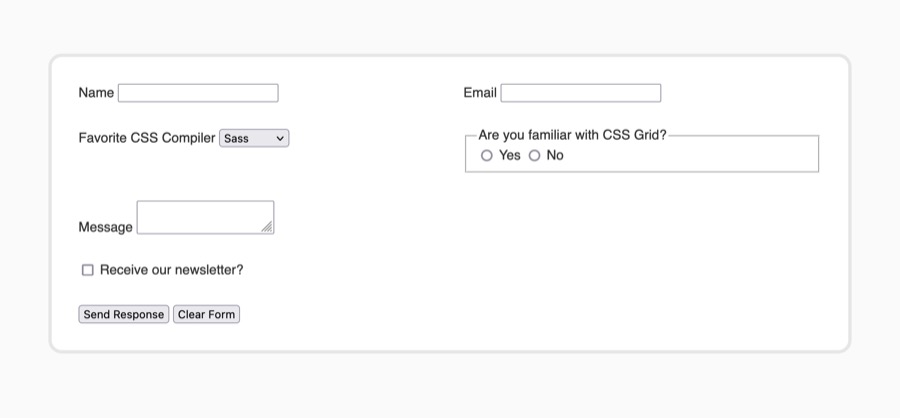 Name
Email
Favorite CSS Compiler Sass
Are you familiar with CSS Grid?
Yes No
Message
Receive our newsletter?
Send Response Clear Form